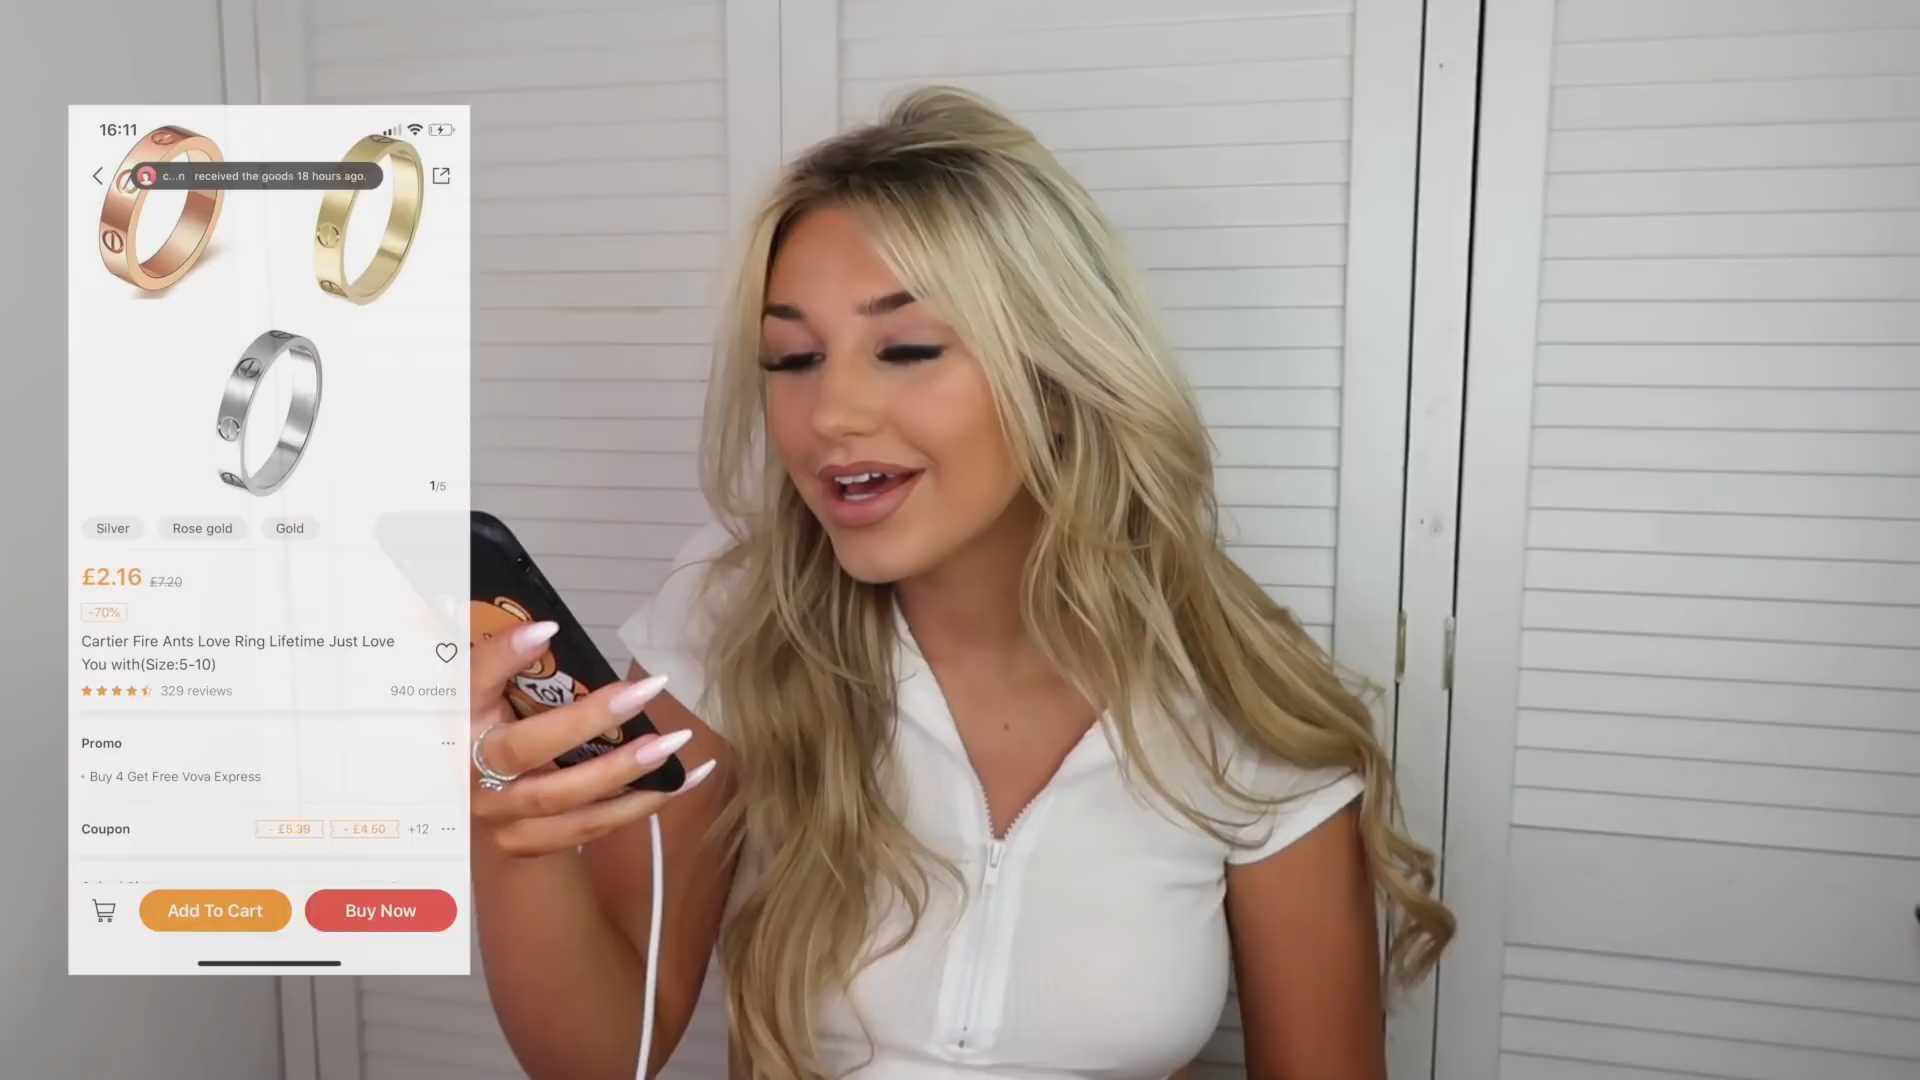 16:11
c...n received the goods 18 hours ago.
1/5
Silver Rose gold Gold
£2.16 £7.20
-70%
Cartier Fire Ants Love Ring Lifetime Just Love
You with(Size:5-10)
329 reviews 940 orders
Promo
• Buy 4 Get Free Vova Express
Coupon - £5.39 - £4.50 +12
Add To Cart Buy Now
TOY